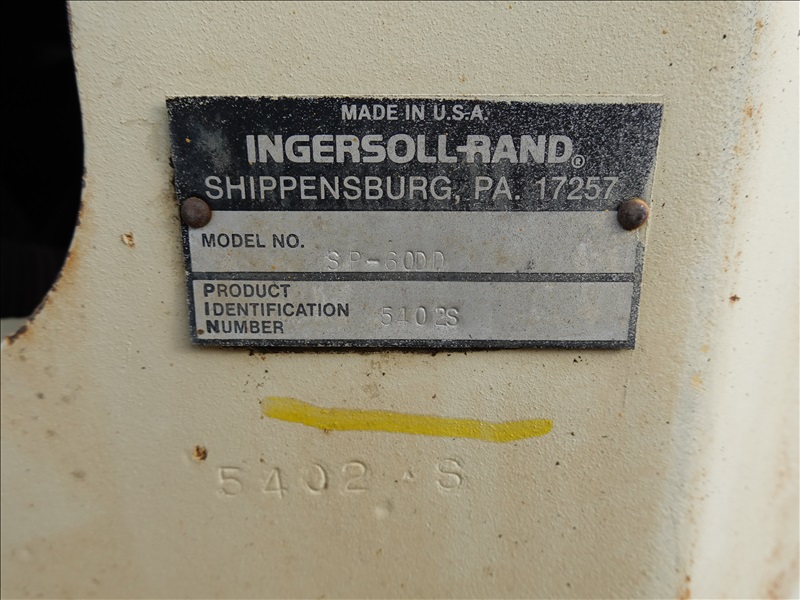 MADE IN U.S.A.
INGERSOLL-RAND®
SHIPPENSBURG, PA. 17257
MODEL NO.
SP-60DD
PRODUCT
IDENTIFICATION 5402S
NUMBER
5402-S